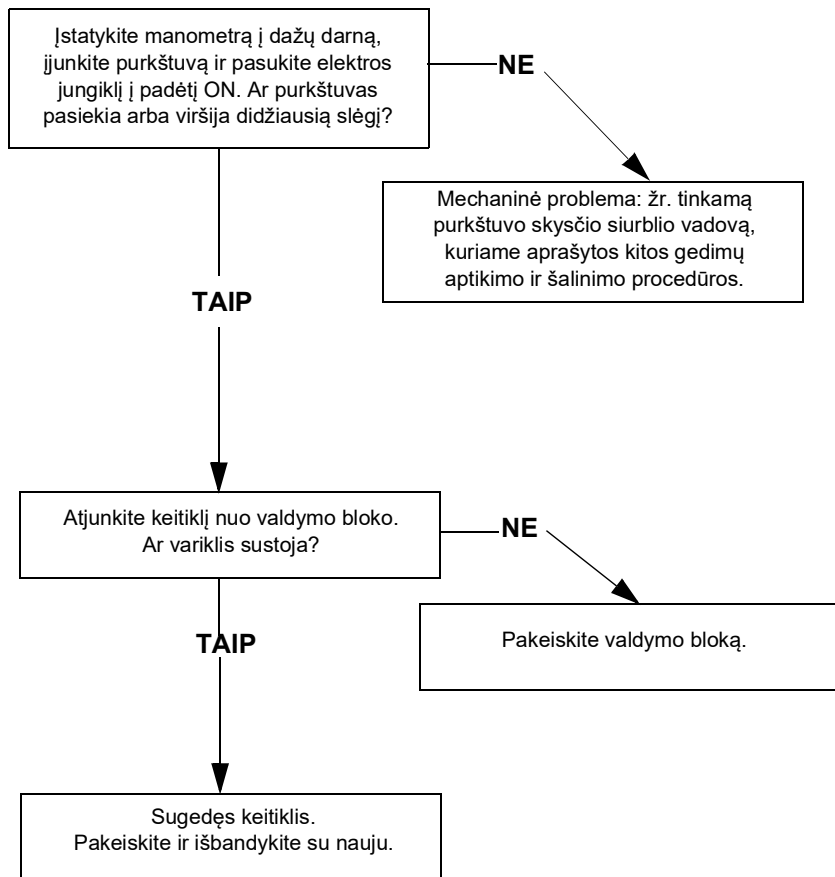 Įstatykite manometrą į dažų darną,
įjunkite purkštuvą ir pasukite elektros
jungiklį į padėtį ON. Ar purkštuvas
pasiekia arba viršija didžiausią slėgį?
NE
Mechaninė problema: žr. tinkamą
purkštuvo skysčio siurblio vadovą,
kuriame aprašytos kitos gedimų
aptikimo ir šalinimo procedūros.
TAIP
Atjunkite keitiklį nuo valdymo bloko.
Ar variklis sustoja?
NE
Pakeiskite valdymo bloką.
TAIP
Sugedęs keitiklis.
Pakeiskite ir išbandykite su nauju.